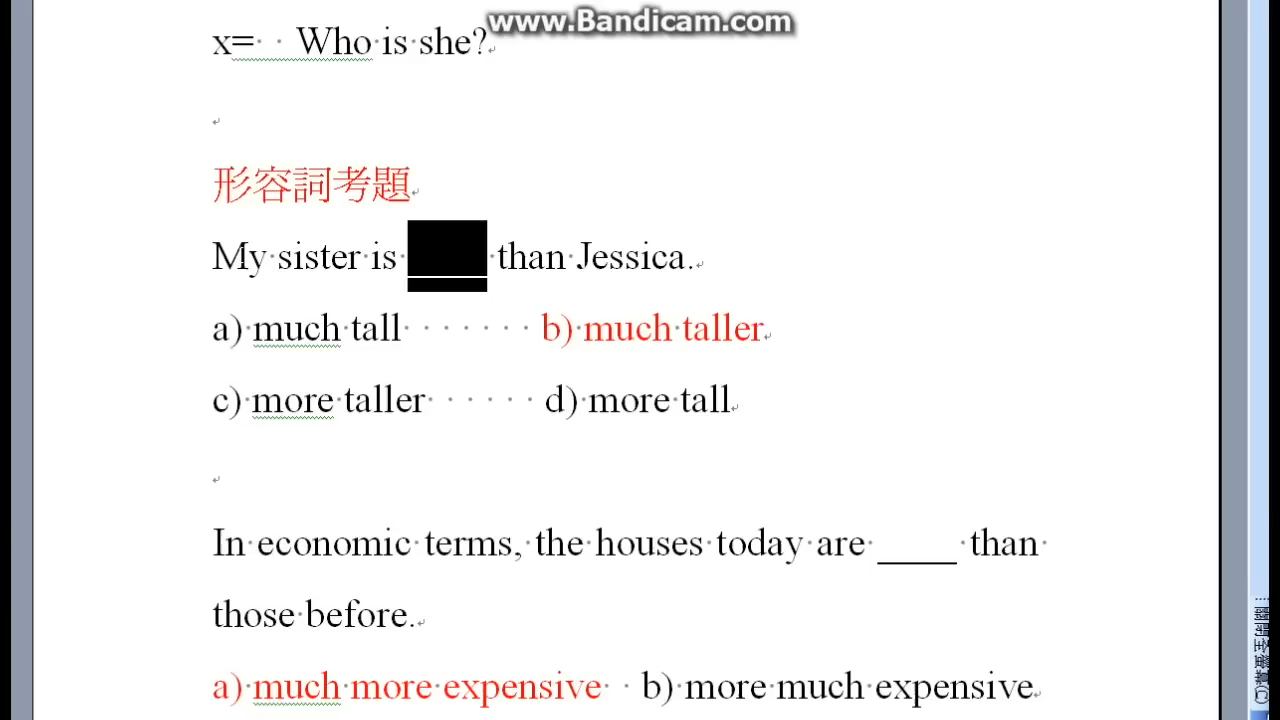 www.Bandicam.com
x= Who is she?
形容詞考題
My sister is than Jessica.
a) much tall b) much taller
c) more taller d) more tall
In economic terms, the houses today are ____ than
those before.
a) much more expensive b) more much expensive